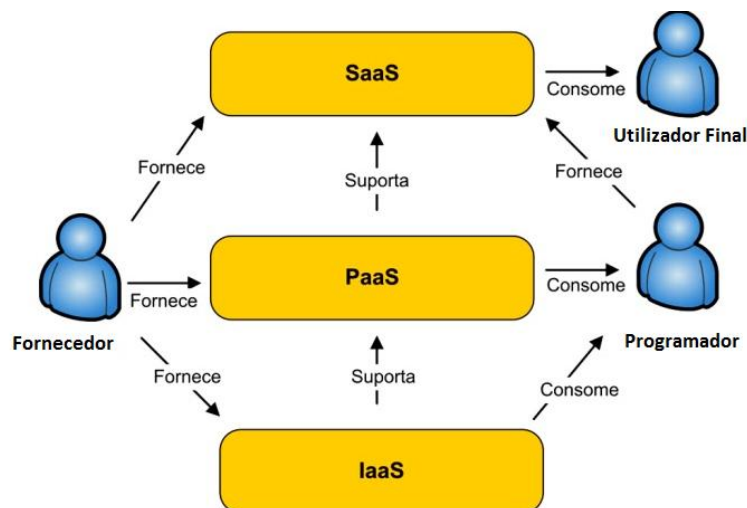 SaaS
Consome
Utilizador Final
Fornece
Suporta
Fornece
PaaS
Consome
Fornece
Fornecedor
Programador
Fornece
Suporta
Consome
IaaS